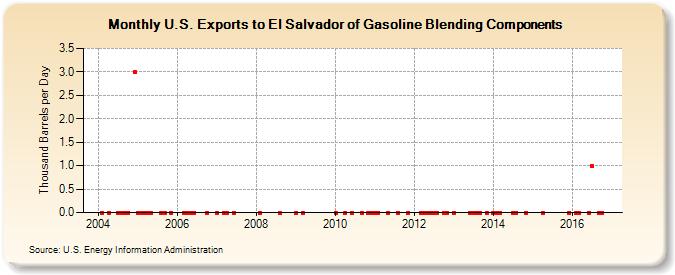 Monthly U.S. Exports to El Salvador of Gasoline Blending Components
Thousand Barrels per Day
3.5
3.0
2.5
2.0
1.5
1.0
0.5
0.0
2004 2006 2008 2010 2012 2014 2016
Source: U.S. Energy Information Administration